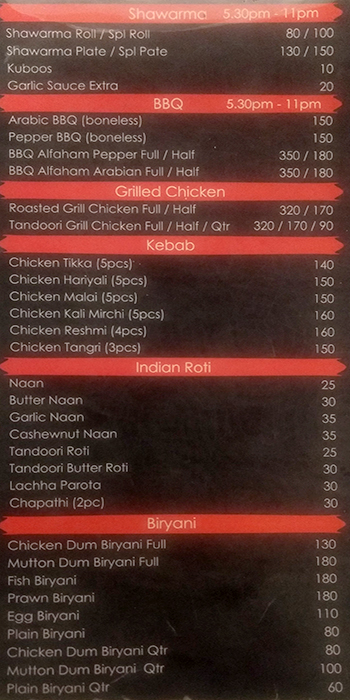 Shawarma 5.30pm - 11pm
Shawarma Roll / Spl Roll 80 / 100
Shawarma Plate / Spl Pate 130 / 150
Kuboos 10
Garlic Sauce Extra 20
BBQ 5.30pm - 11pm
Arabic BBQ (boneless) 150
Pepper BBQ (boneless) 150
BBQ Alfaham Pepper Full / Half 350 / 180
BBQ Alfaham Arabian Full / Half 350 / 180
Grilled Chicken
Roasted Grill Chicken Full / Half 320 / 170
Tandoori Grill Chicken Full / Half / Qtr 320 / 170 / 90
Kebab
Chicken Tikka (5pcs) 140
Chicken Hariyali (5pcs) 150
Chicken Malai (5pcs) 150
Chicken Kali Mirchi (5pcs) 160
Chicken Reshmi (4pcs) 160
Chicken Tangri (3pcs) 150
Indian Roti
Naan 25
Butter Naan 30
Garlic Naan 35
Cashewnut Naan 35
Tandoori Roti 25
Tandoori Butter Roti 30
Lachha Parota 30
Chapathi (2pc) 30
Biryani
Chicken Dum Biryani Full 130
Mutton Dum Biryani Full 180
Fish Biryani 180
Prawn Biryani 180
Egg Biryani 110
Plain Biryani 80
Chicken Dum Biryani Qtr 80
Mutton Dum Biryani Qtr 100
Plain Biryani Qtr 60